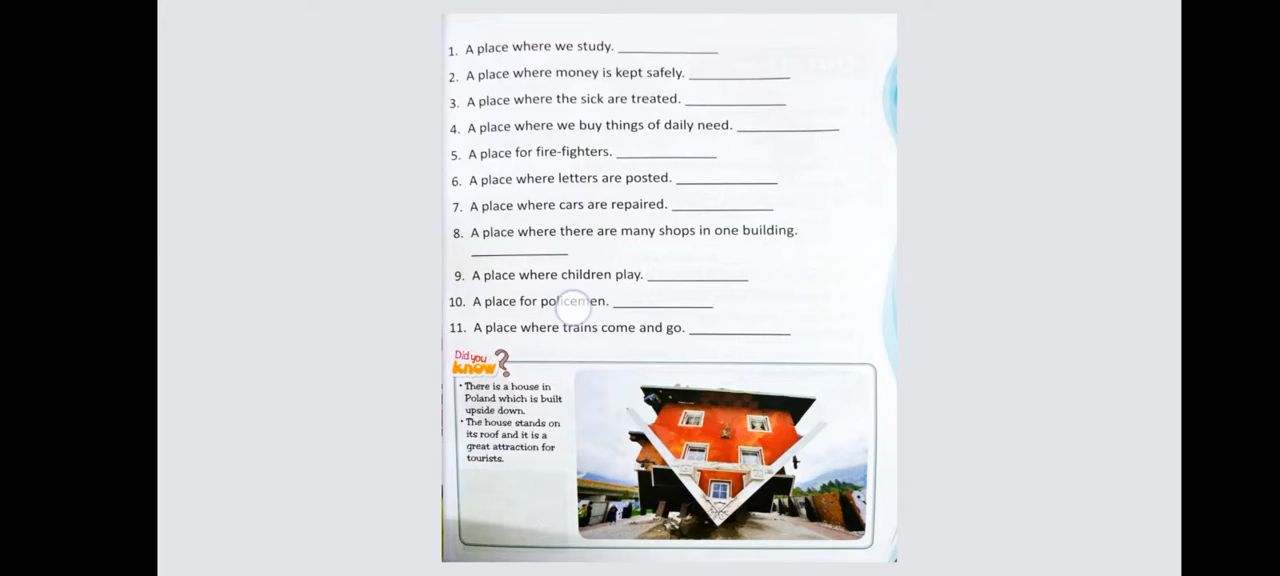 1. A place where we study. ____________
2. A place where money is kept safely. ____________
3. A place where the sick are treated. ____________
4. A place where we buy things of daily need. ____________
5. A place for fire-fighters. ____________
6. A place where letters are posted. ____________
7. A place where cars are repaired. ____________
8. A place where there are many shops in one building.
____________
9. A place where children play. ____________
10. A place for policemen. ____________
11. A place where trains come and go. ____________
Did you
know?
• There is a house in
Poland which is built
upside down.
• The house stands on
its roof and it is a
great attraction for
tourists.